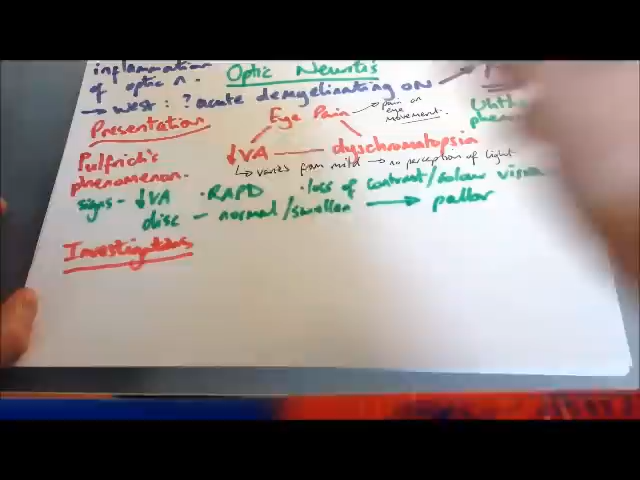 inflammation
of optic n.
Optic Neuritis
→ West: ? acute demyelinating ON
Presentation
Eye Pain → pain on eye movement.
Uhth
phenom
↓VA — dyschromatopsia
↳ varies from mild → no perception of light
Pulfrich's
phenomenon.
signs - ↓VA · RAPD · loss of contrast/colour vision
disc - normal/swollen → pallor
Investigations